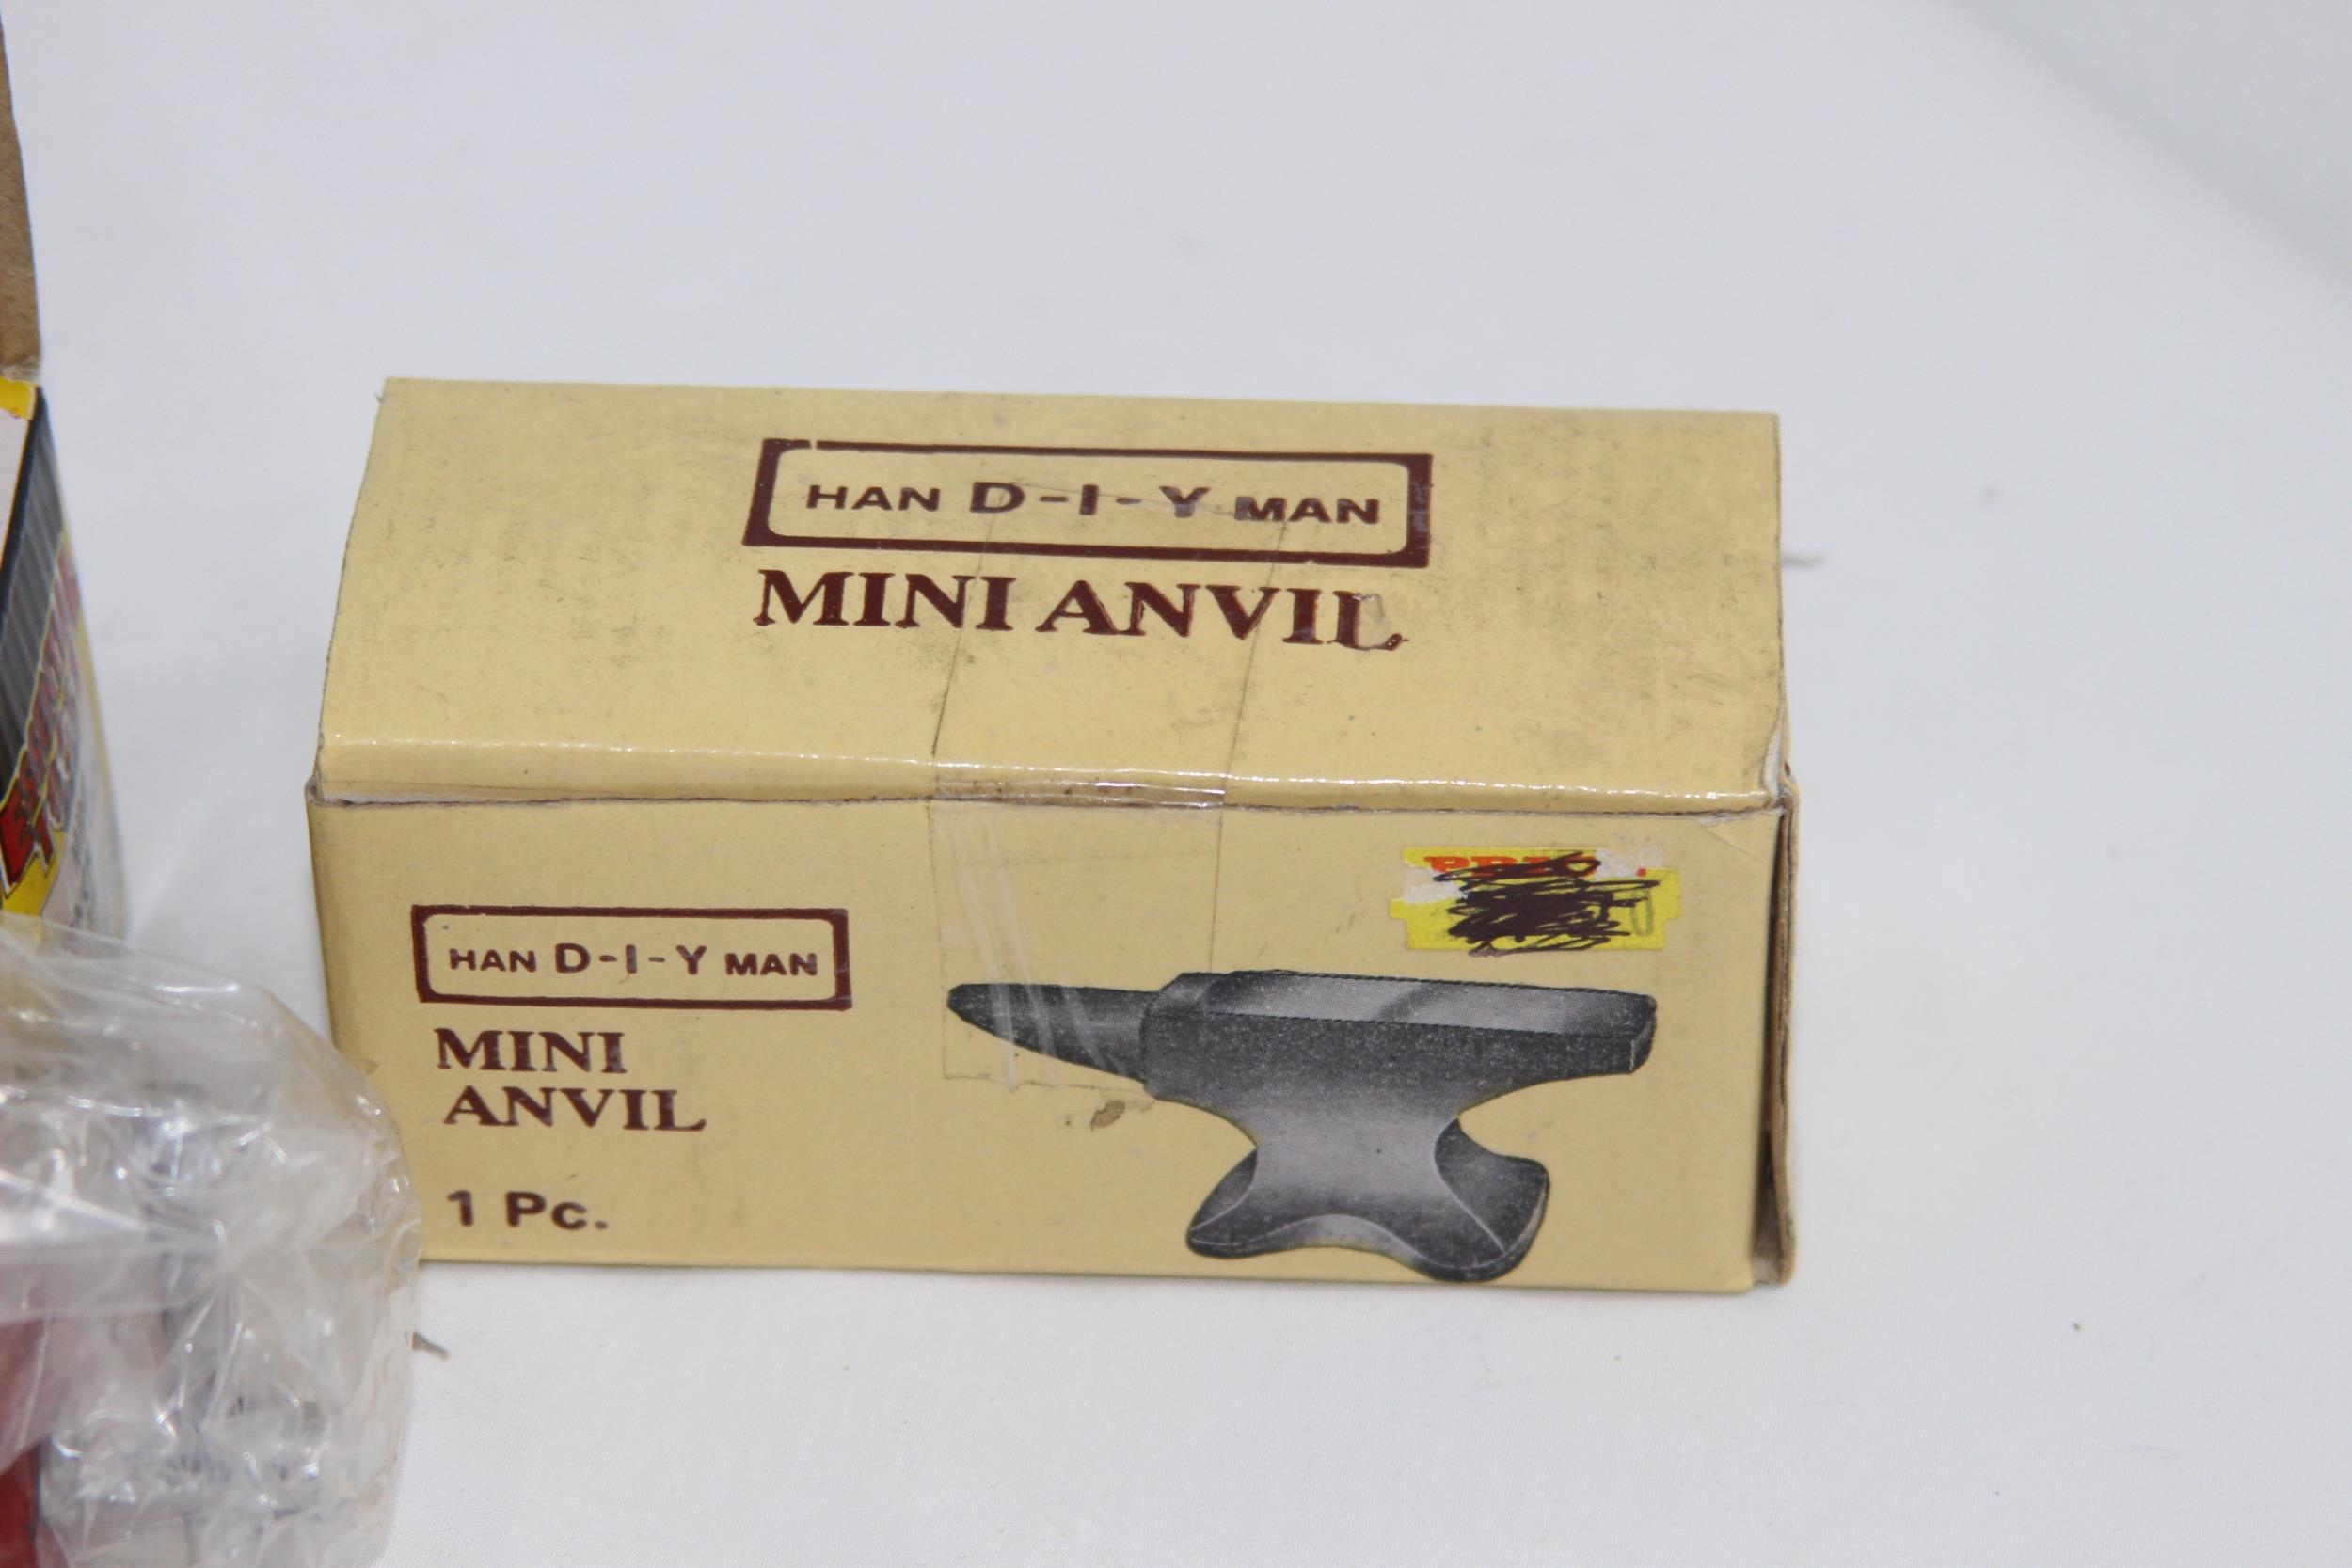 HAN D-I-Y MAN
MINI ANVIL
HAN D-I-Y MAN
MINI
ANVIL
1 Pc.